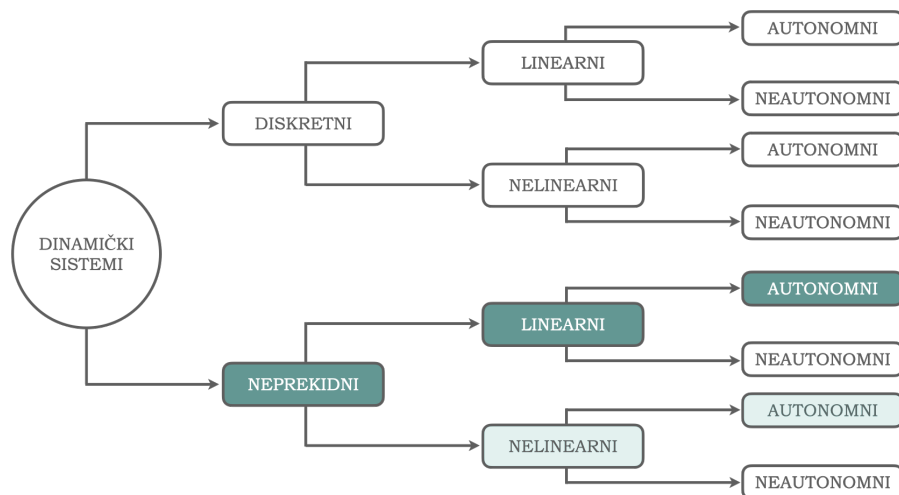 DINAMIČKI
SISTEMI
DISKRETNI
LINEARNI
AUTONOMNI
NEAUTONOMNI
NELINEARNI
AUTONOMNI
NEAUTONOMNI
NEPREKIDNI
LINEARNI
AUTONOMNI
NEAUTONOMNI
NELINEARNI
AUTONOMNI
NEAUTONOMNI